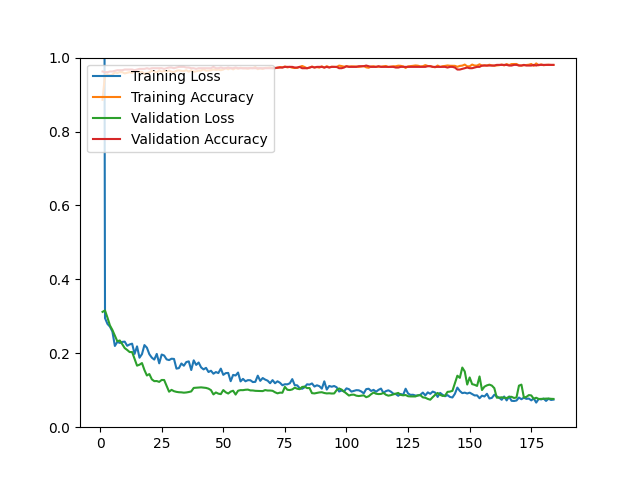 1.0
0.8
0.6
0.4
0.2
0.0
Training Loss
Training Accuracy
Validation Loss
Validation Accuracy
0 25 50 75 100 125 150 175